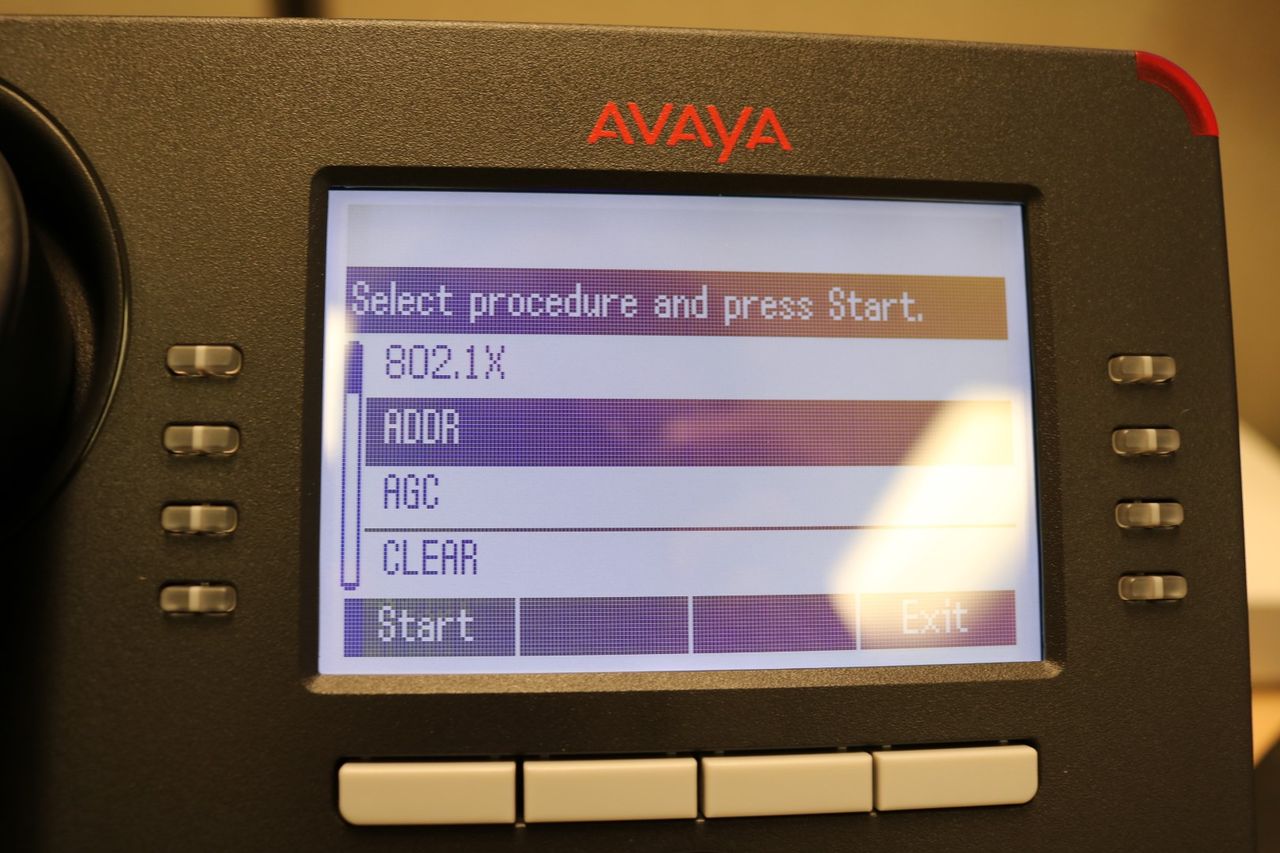 AVAYA
Select procedure and press Start.
802.1X
ADDR
AGC
CLEAR
Start Exit